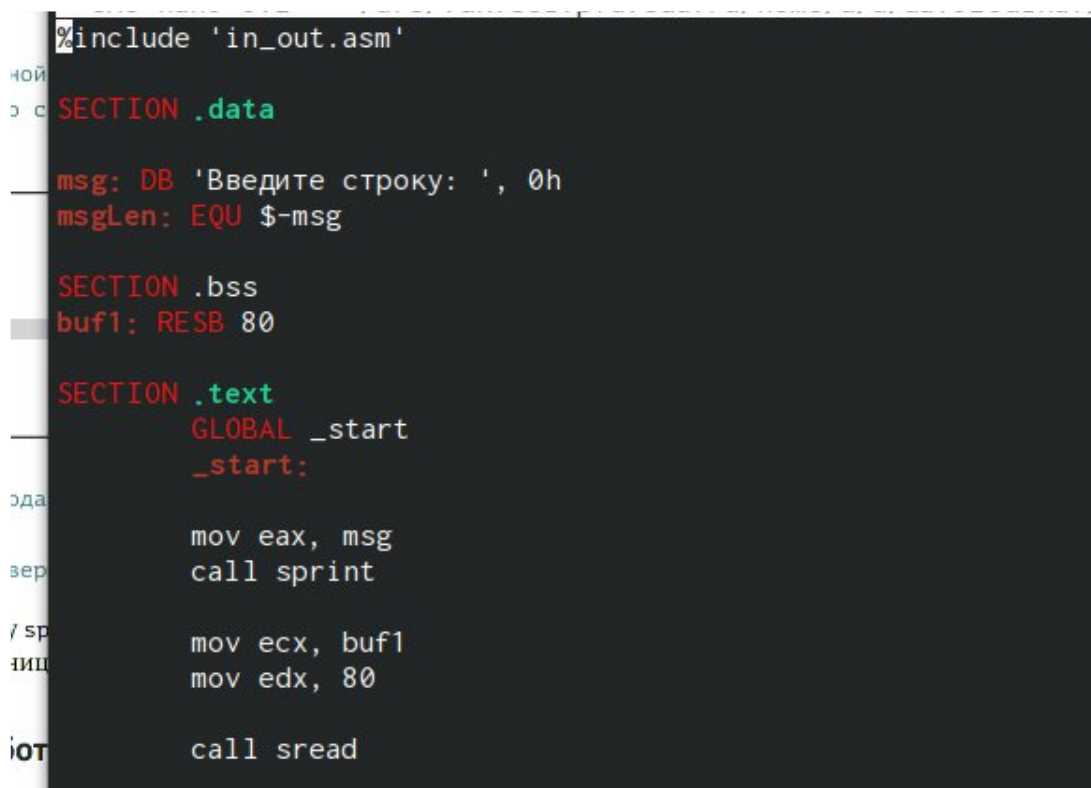 %include 'in_out.asm'
SECTION .data
msg: DB 'Введите строку: ', 0h
msgLen: EQU $-msg
SECTION .bss
buf1: RESB 80
SECTION .text
GLOBAL _start
_start:
mov eax, msg
call sprint
mov ecx, buf1
mov edx, 80
call sread